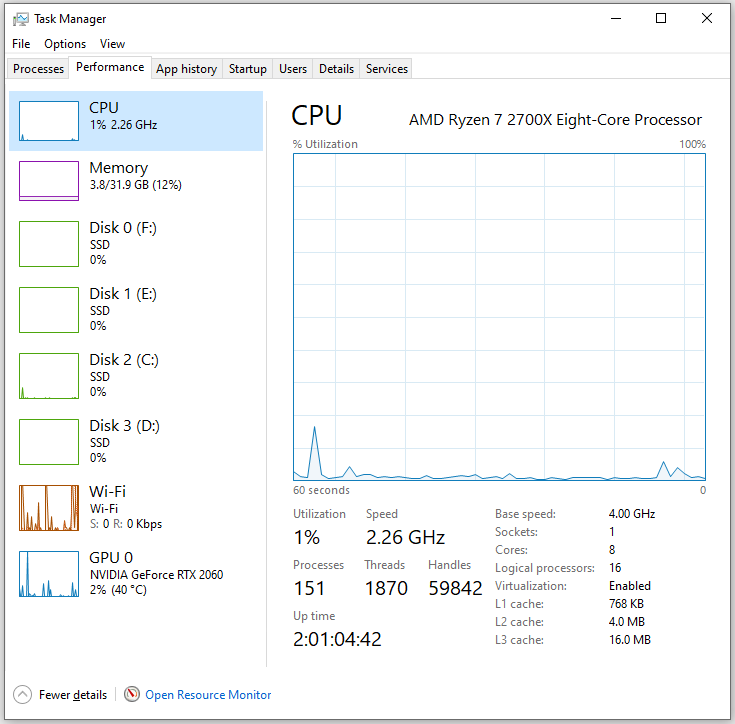 Task Manager
File Options View
Processes Performance App history Startup Users Details Services
CPU
1% 2.26 GHz
Memory
3.8/31.9 GB (12%)
Disk 0 (F:)
SSD
0%
Disk 1 (E:)
SSD
0%
Disk 2 (C:)
SSD
0%
Disk 3 (D:)
SSD
0%
Wi-Fi
Wi-Fi
S: 0 R: 0 Kbps
GPU 0
NVIDIA GeForce RTX 2060
2% (40 °C)
CPU AMD Ryzen 7 2700X Eight-Core Processor
% Utilization 100%
60 seconds 0
Utilization Speed
1% 2.26 GHz
Processes Threads Handles
151 1870 59842
Up time
2:01:04:42
Base speed: 4.00 GHz
Sockets: 1
Cores: 8
Logical processors: 16
Virtualization: Enabled
L1 cache: 768 KB
L2 cache: 4.0 MB
L3 cache: 16.0 MB
Fewer details Open Resource Monitor